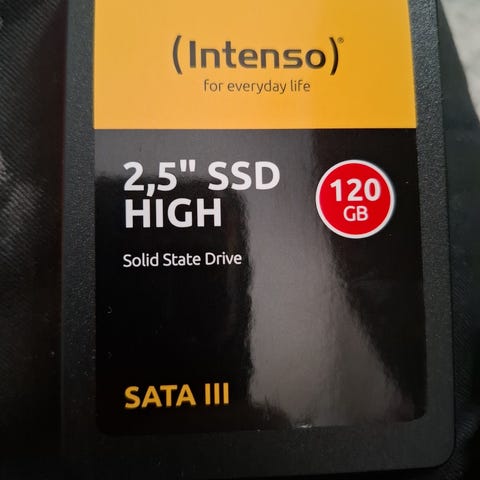 (Intenso)®
for everyday life
2,5" SSD
HIGH
120
GB
Solid State Drive
SATA III